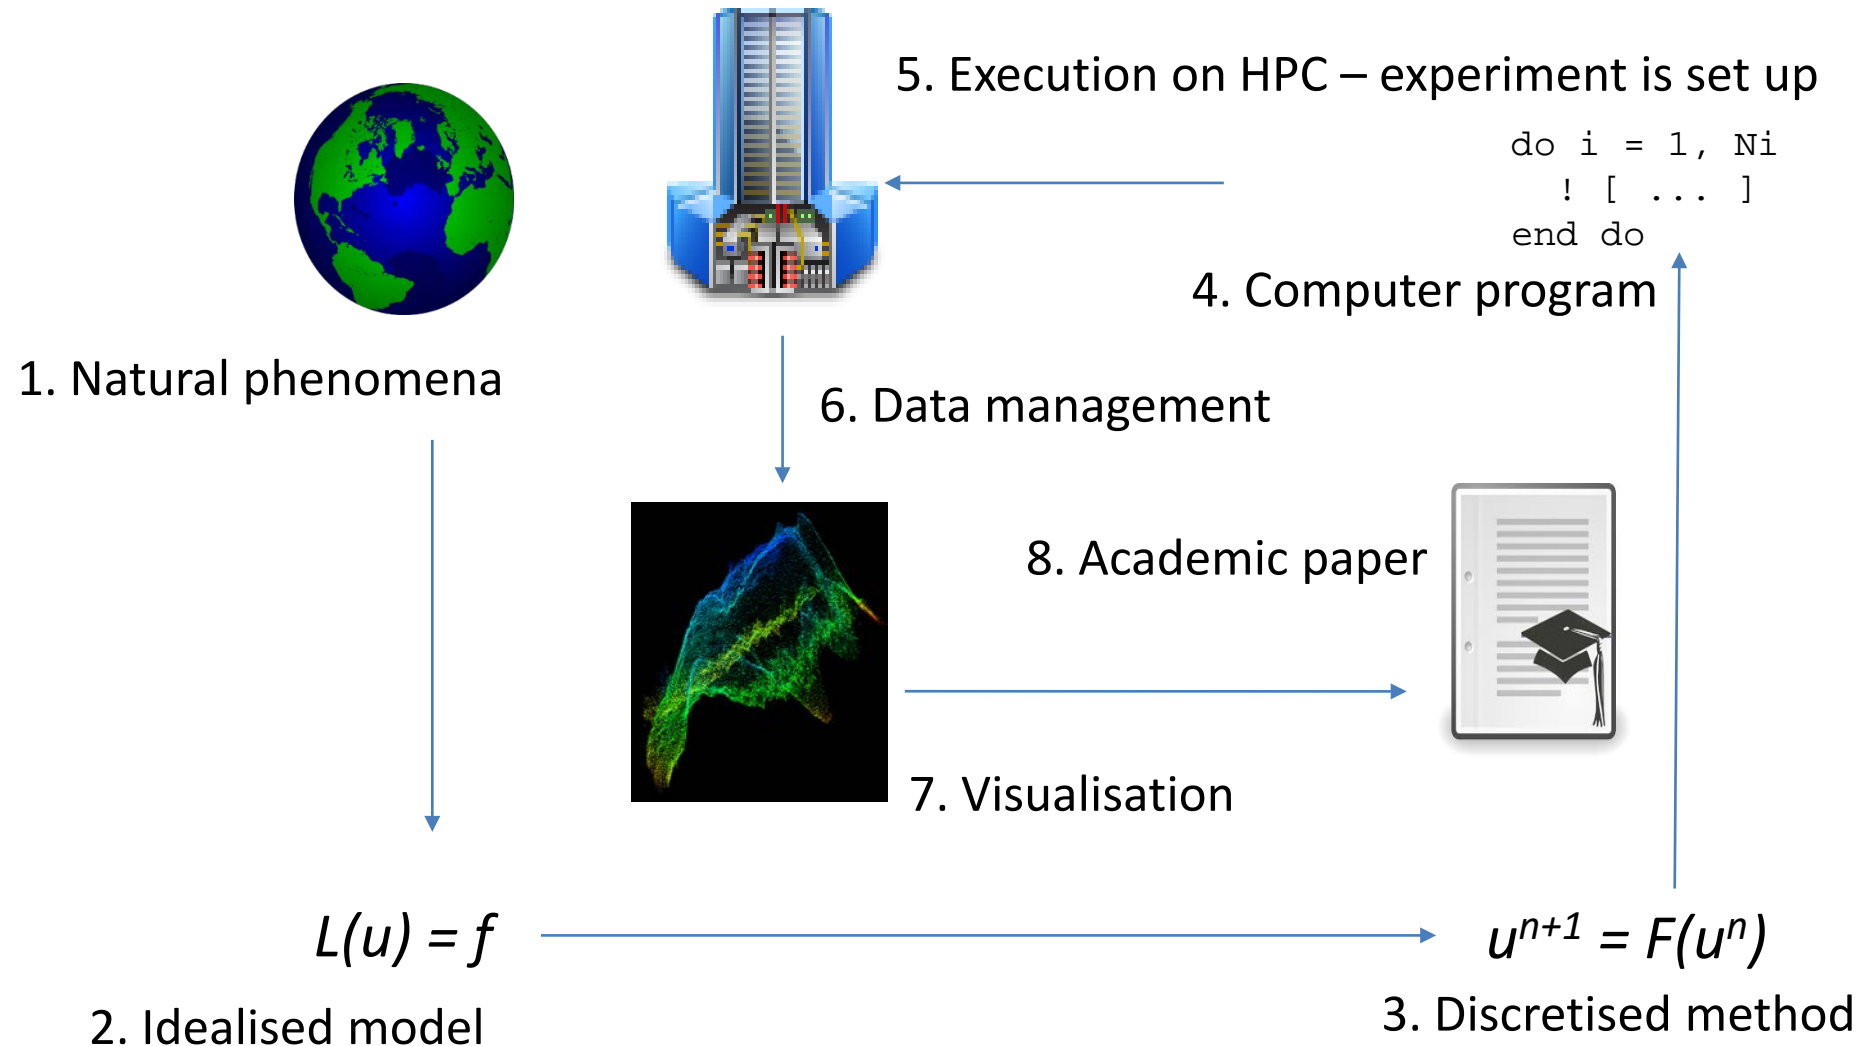 5. Execution on HPC – experiment is set up
do i = 1, Ni
! [ ... ]
end do
4. Computer program
1. Natural phenomena
6. Data management
8. Academic paper
7. Visualisation
L(u) = f
uⁿ⁺¹ = F(uⁿ)
2. Idealised model
3. Discretised method